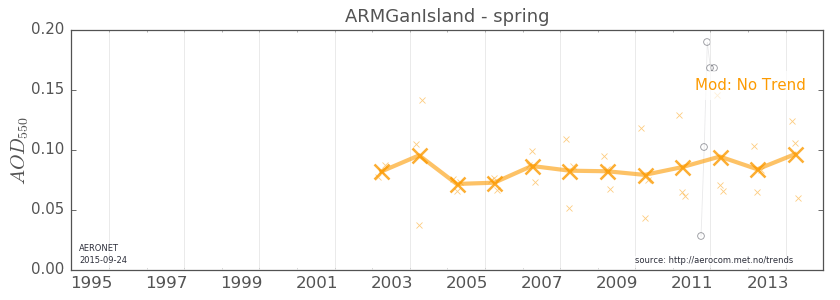 ARMGanIsland - spring
0.20
0.15
0.10
0.05
0.00
AOD550
Mod: No Trend
AERONET
2015-09-24
source: http://aerocom.met.no/trends
1995 1997 1999 2001 2003 2005 2007 2009 2011 2013